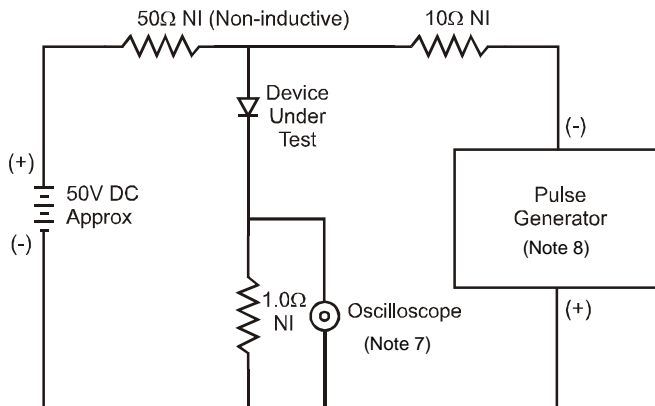 50Ω NI (Non-inductive)
10Ω NI
Device
Under
Test
(-)
(+)
50V DC
Approx
(-)
Pulse
Generator
(Note 8)
1.0Ω
NI
Oscilloscope
(Note 7)
(+)